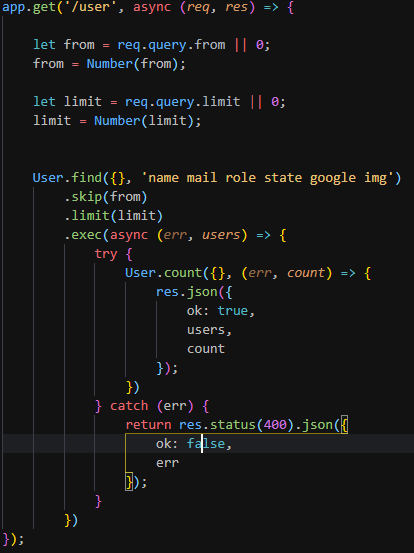 app.get('/user', async (req, res) => {
let from = req.query.from || 0;
from = Number(from);
let limit = req.query.limit || 0;
limit = Number(limit);
User.find({}, 'name mail role state google img')
.skip(from)
.limit(limit)
.exec(async (err, users) => {
try {
User.count({}, (err, count) => {
res.json({
ok: true,
users,
count
});
})
} catch (err) {
return res.status(400).json({
ok: false,
err
});
}
})
});